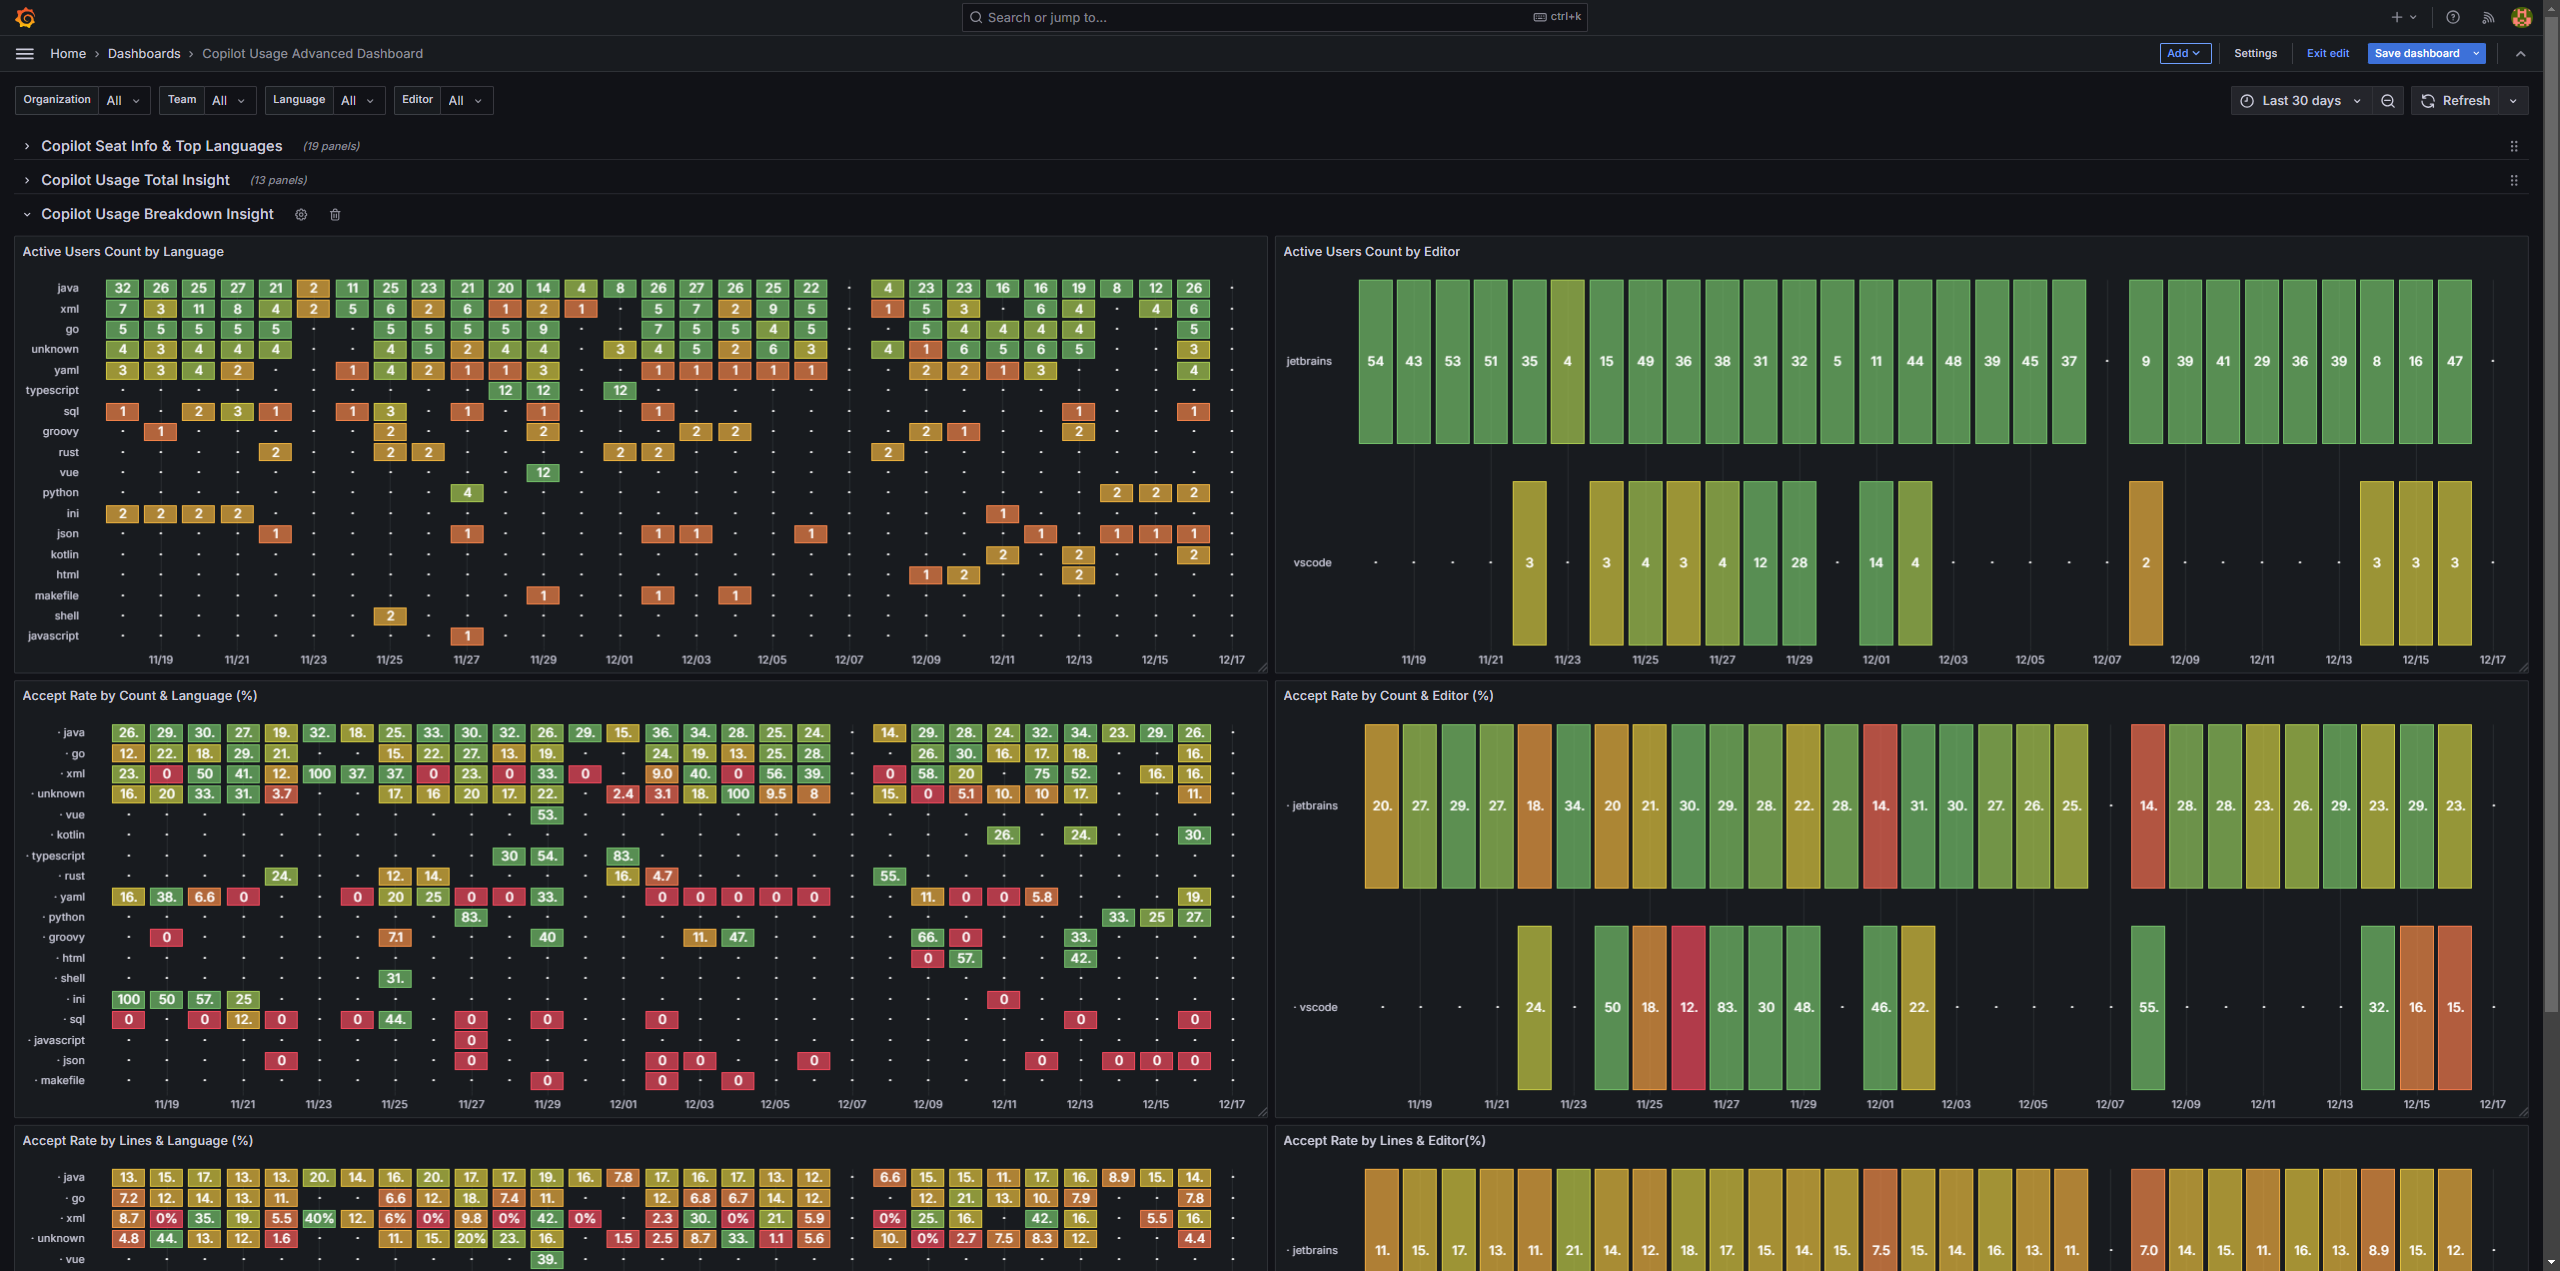 Search or jump to... ctrl+k
Home › Dashboards › Copilot Usage Advanced Dashboard Add Settings Exit edit Save dashboard
Organization All Team All Language All Editor All Last 30 days Refresh
Copilot Seat Info & Top Languages (19 panels)
Copilot Usage Total Insight (13 panels)
Copilot Usage Breakdown Insight
Active Users Count by Language
java 32 26 25 27 21 2 11 25 23 21 20 14 4 8 26 27 26 25 22 4 23 23 16 16 19 8 12 26
xml 7 3 11 8 4 2 5 6 2 6 1 2 1 5 7 2 9 5 1 5 3 6 4 4 6
go 5 5 5 5 5 5 5 5 5 9 7 5 5 4 5 5 4 4 4 4 5
unknown 4 3 4 4 4 4 5 2 4 4 3 4 5 2 6 3 4 1 6 5 6 5 3
yaml 3 3 4 2 1 4 2 1 1 3 1 1 1 1 1 2 2 1 3 4
typescript 12 12 12
sql 1 2 3 1 1 3 1 1 1 1 1
groovy 1 2 2 2 2 2 1 2
rust 2 2 2 2 2 2
vue 12
python 4 2 2 2
ini 2 2 2 2 1
json 1 1 1 1 1 1 1 1 1
kotlin 2 2 2
html 1 2 2
makefile 1 1 1
shell 2
javascript 1
11/19 11/21 11/23 11/25 11/27 11/29 12/01 12/03 12/05 12/07 12/09 12/11 12/13 12/15 12/17
Active Users Count by Editor
jetbrains 54 43 53 51 35 4 15 49 36 38 31 32 5 11 44 48 39 45 37 9 39 41 29 36 39 8 16 47
vscode 3 3 4 3 4 12 28 14 4 2 3 3 3
11/19 11/21 11/23 11/25 11/27 11/29 12/01 12/03 12/05 12/07 12/09 12/11 12/13 12/15 12/17
Accept Rate by Count & Language (%)
· java 26. 29. 30. 27. 19. 32. 18. 25. 33. 30. 32. 26. 29. 15. 36. 34. 28. 25. 24. 14. 29. 28. 24. 32. 34. 23. 29. 26.
· go 12. 22. 18. 29. 21. 15. 22. 27. 13. 19. 24. 19. 13. 25. 28. 26. 30. 16. 17. 18. 16.
· xml 23. 0 50 41. 12. 100 37. 37. 0 23. 0 33. 0 9.0 40. 0 56. 39. 0 58. 20 75 52. 16. 16.
· unknown 16. 20 33. 31. 3.7 17. 16 20 17. 22. 2.4 3.1 18. 100 9.5 8 15. 0 5.1 10. 10 17. 11.
· vue 53.
· kotlin 26. 24. 30.
· typescript 30 54. 83.
· rust 24. 12. 14. 16. 4.7 55.
· yaml 16. 38. 6.6 0 0 20 25 0 0 33. 0 0 0 0 0 11. 0 0 5.8 19.
· python 83. 33. 25 27.
· groovy 0 7.1 40 11. 47. 66. 0 33.
· html 0 57. 42.
· shell 31.
· ini 100 50 57. 25 0
· sql 0 0 12. 0 0 44. 0 0 0 0 0
· javascript 0
· json 0 0 0 0 0 0 0 0 0
· makefile 0 0 0
11/19 11/21 11/23 11/25 11/27 11/29 12/01 12/03 12/05 12/07 12/09 12/11 12/13 12/15 12/17
Accept Rate by Count & Editor (%)
· jetbrains 20. 27. 29. 27. 18. 34. 20 21. 30. 29. 28. 22. 28. 14. 31. 30. 27. 26. 25. 14. 28. 28. 23. 26. 29. 23. 29. 23.
· vscode 24. 50 18. 12. 83. 30 48. 46. 22. 55. 32. 16. 15.
11/19 11/21 11/23 11/25 11/27 11/29 12/01 12/03 12/05 12/07 12/09 12/11 12/13 12/15 12/17
Accept Rate by Lines & Language (%)
· java 13. 15. 17. 13. 13. 20. 14. 16. 20. 17. 17. 19. 16. 7.8 17. 16. 17. 13. 12. 6.6 15. 15. 11. 17. 16. 8.9 15. 14.
· go 7.2 12. 14. 13. 11. 6.6 12. 18. 7.4 11. 12. 6.8 6.7 14. 12. 12. 21. 13. 10. 7.9 7.8
· xml 8.7 0% 35. 19. 5.5 40% 12. 6% 0% 9.8 0% 42. 0% 2.3 30. 0% 21. 5.9 0% 25. 16. 42. 16. 5.5 16.
· unknown 4.8 44. 13. 12. 1.6 11. 15. 20% 23. 16. 1.5 2.5 8.7 33. 1.1 5.6 10. 0% 2.7 7.5 8.3 12. 4.4
· vue 39.
Accept Rate by Lines & Editor(%)
· jetbrains 11. 15. 17. 13. 11. 21. 14. 12. 18. 17. 15. 14. 15. 7.5 15. 14. 16. 13. 11. 7.0 14. 15. 11. 16. 13. 8.9 15. 12.